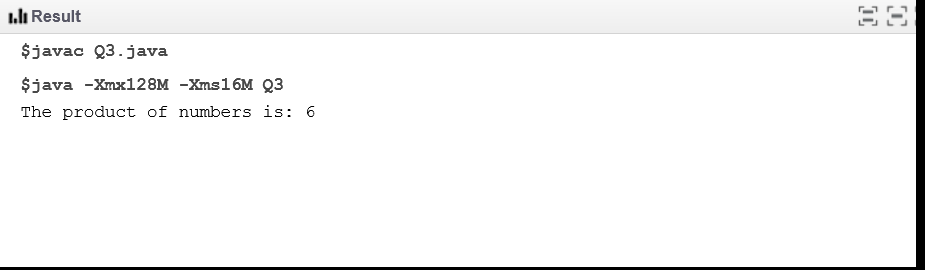 Result
$javac Q3.java
$java -Xmx128M -Xms16M Q3
The product of numbers is: 6